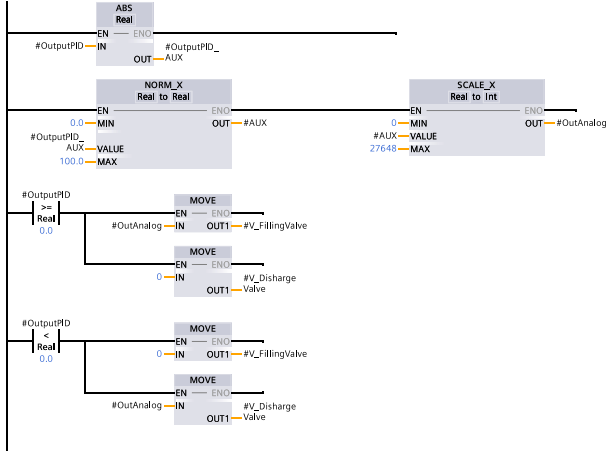 ABS
Real
EN ENO
#OutputPID IN #OutputPID_
OUT AUX
NORM_X
Real to Real
EN ENO
0.0 MIN OUT #AUX
#OutputPID_
AUX VALUE
100.0 MAX
SCALE_X
Real to Int
EN ENO
0 MIN OUT #OutAnalog
#AUX VALUE
27648 MAX
#OutputPID
>=
Real
0.0
MOVE
EN ENO
#OutAnalog IN OUT1 #V_FillingValve
MOVE
EN ENO
0 IN #V_Disharge
OUT1 Valve
#OutputPID
<
Real
0.0
MOVE
EN ENO
0 IN OUT1 #V_FillingValve
MOVE
EN ENO
#OutAnalog IN #V_Disharge
OUT1 Valve